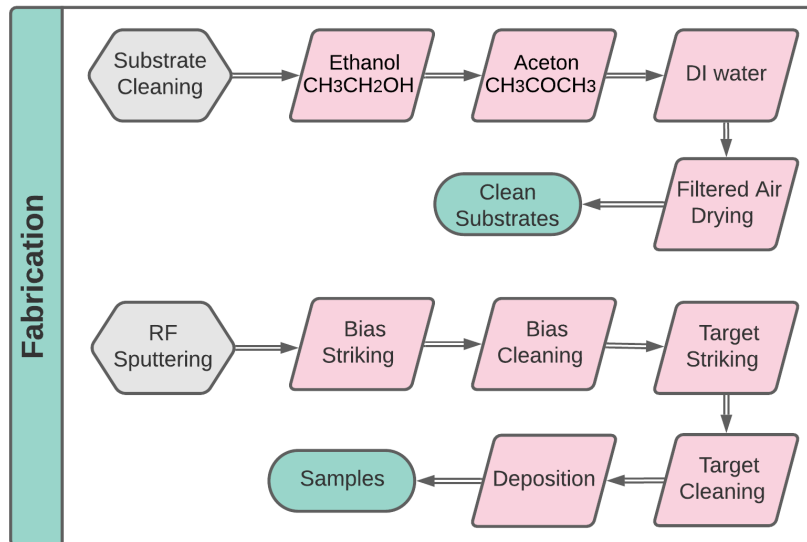 Fabrication
Substrate
Cleaning
Ethanol
CH3CH2OH
Aceton
CH3COCH3
DI water
Filtered Air
Drying
Clean
Substrates
RF
Sputtering
Bias
Striking
Bias
Cleaning
Target
Striking
Target
Cleaning
Deposition
Samples